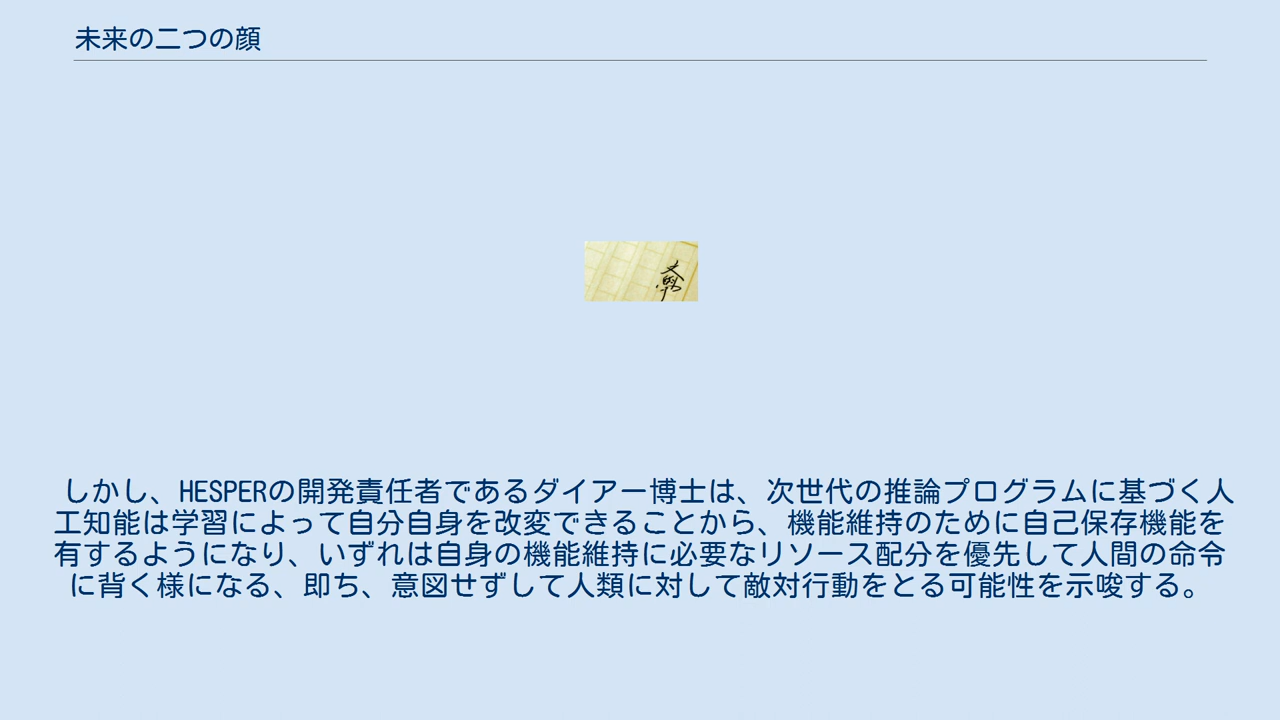 未来の二つの顔
しかし、HESPERの開発責任者であるダイアー博士は、次世代の推論プログラムに基づく人
工知能は学習によって自分自身を改変できることから、機能維持のために自己保存機能を
有するようになり、いずれは自身の機能維持に必要なリソース配分を優先して人間の命令
に背く様になる、即ち、意図せずして人類に対して敵対行動をとる可能性を示唆する。